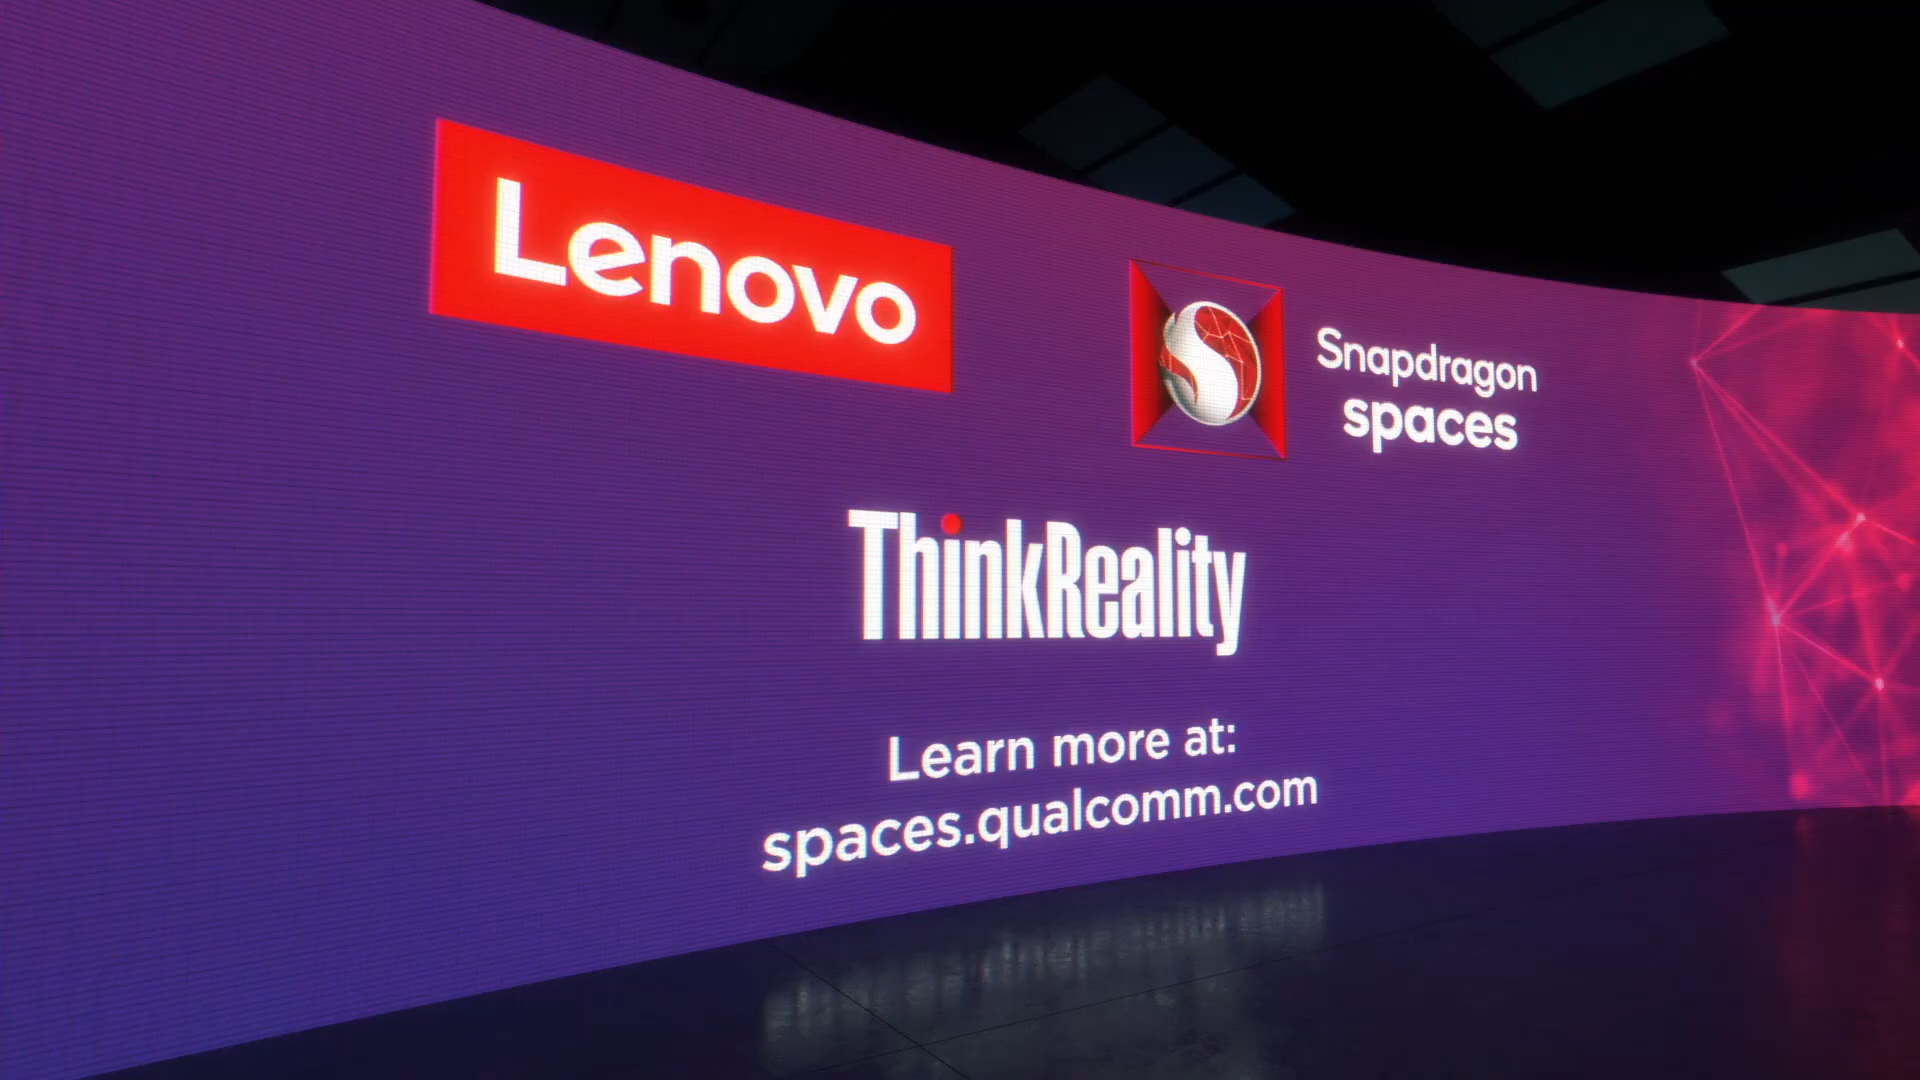 Lenovo
Snapdragon
spaces
ThinkReality
Learn more at:
spaces.qualcomm.com